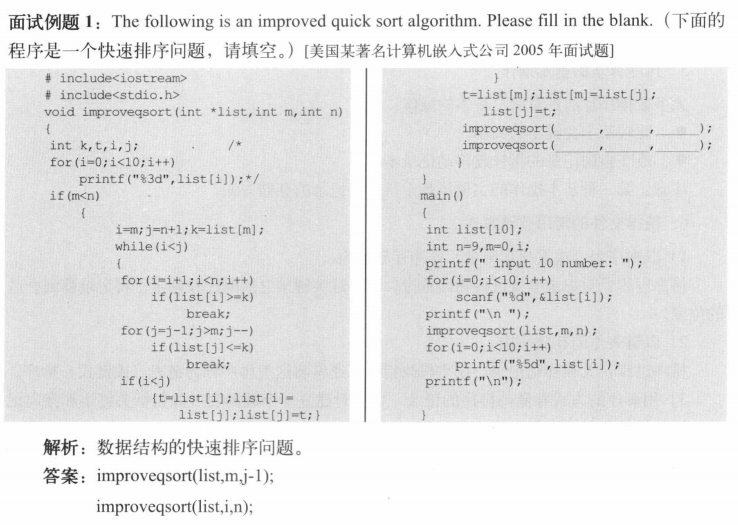 面试例题 1：The following is an improved quick sort algorithm. Please fill in the blank.（下面的
程序是一个快速排序问题，请填空。）[美国某著名计算机嵌入式公司 2005 年面试题]
# include<iostream>
# include<stdio.h>
void improveqsort(int *list,int m,int n)
{
int k,t,i,j; /*
for(i=0;i<10;i++)
printf("%3d",list[i]);*/
if(m<n)
{
i=m;j=n+1;k=list[m];
while(i<j)
{
for(i=i+1;i<n;i++)
if(list[i]>=k)
break;
for(j=j-1;j>m;j--)
if(list[j]<=k)
break;
if(i<j)
{t=list[i];list[i]=
list[j];list[j]=t;}
}
t=list[m];list[m]=list[j];
list[j]=t;
improveqsort(_____,_____,_____);
improveqsort(_____,_____,_____);
}
}
main()
{
int list[10];
int n=9,m=0,i;
printf(" input 10 number: ");
for(i=0;i<10;i++)
scanf("%d",&list[i]);
printf("\n ");
improveqsort(list,m,n);
for(i=0;i<10;i++)
printf("%5d",list[i]);
printf("\n");
}
解析：数据结构的快速排序问题。
答案：improveqsort(list,m,j-1);
improveqsort(list,i,n);